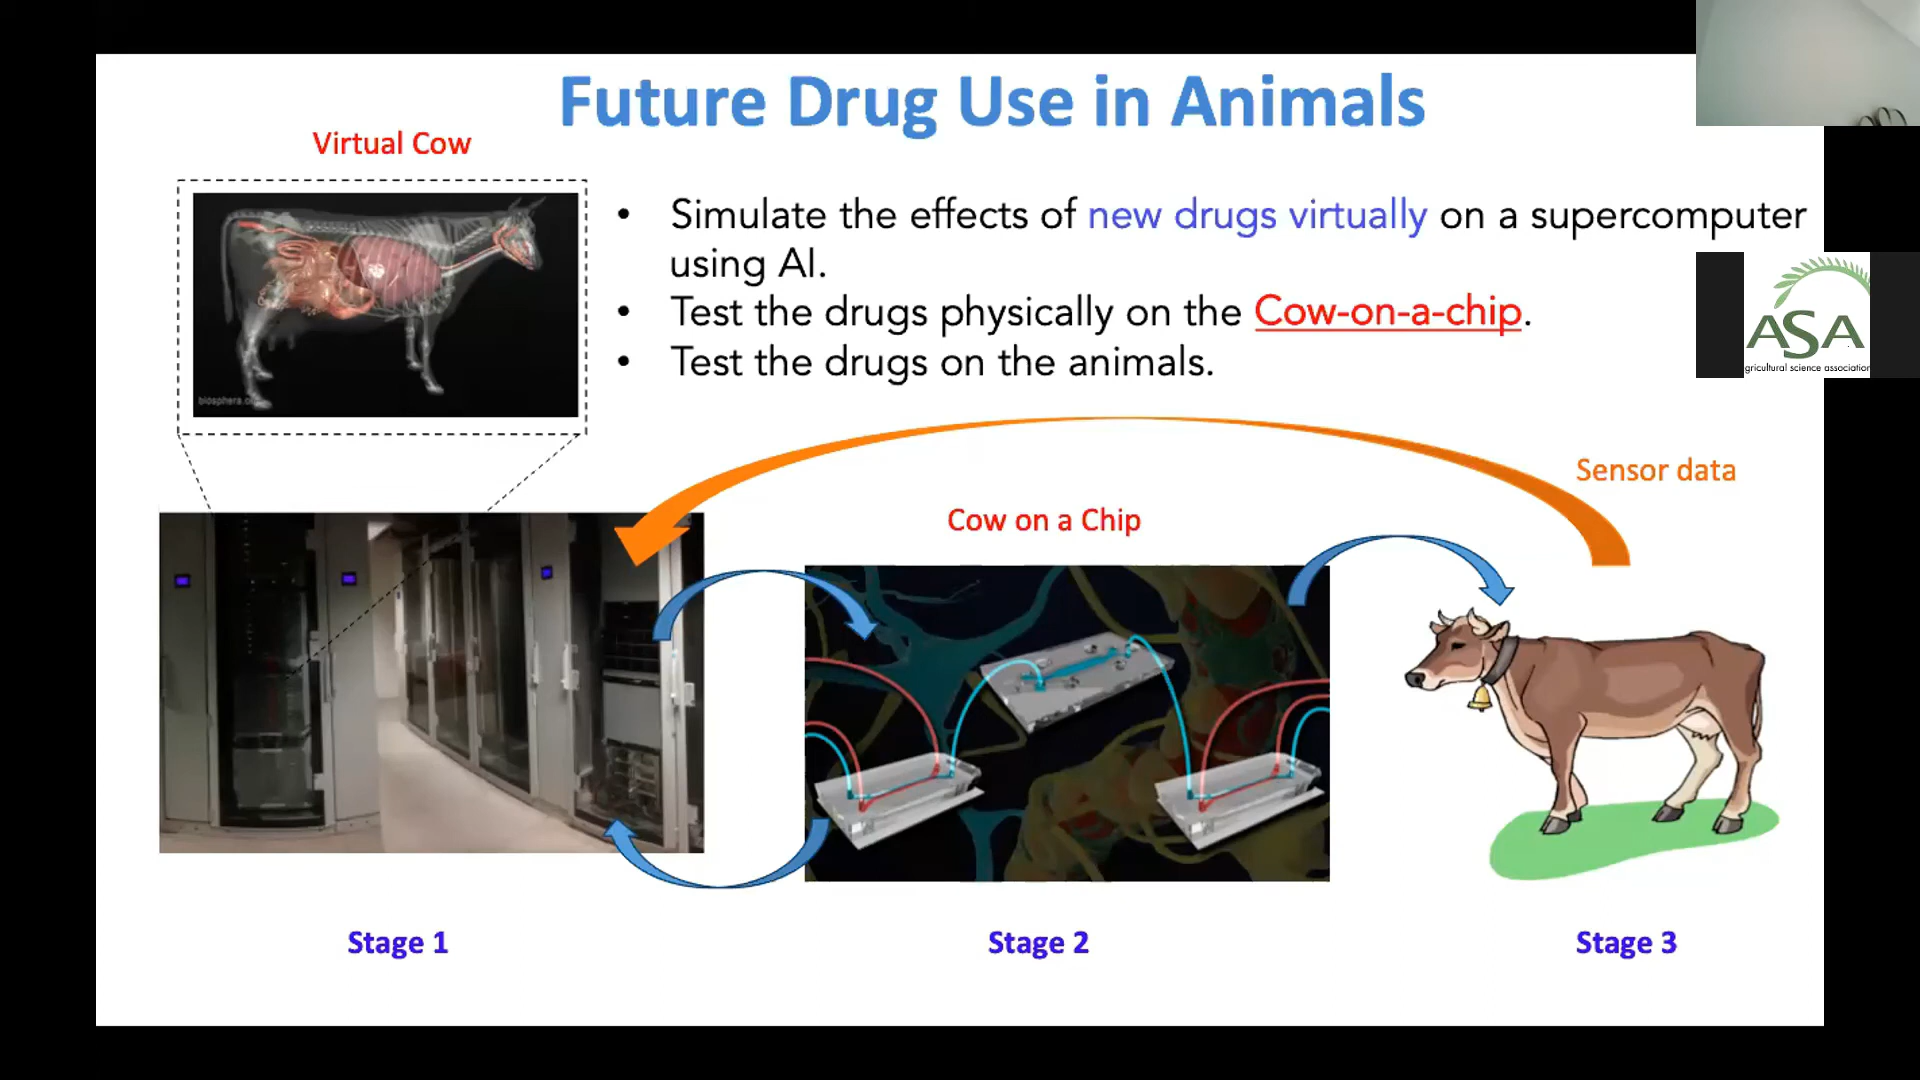 Future Drug Use in Animals
Virtual Cow
• Simulate the effects of new drugs virtually on a supercomputer
using AI.
• Test the drugs physically on the Cow-on-a-chip.
• Test the drugs on the animals.
biosphera.o
ASA
gricultural science association
Sensor data
Cow on a Chip
Stage 1
Stage 2
Stage 3